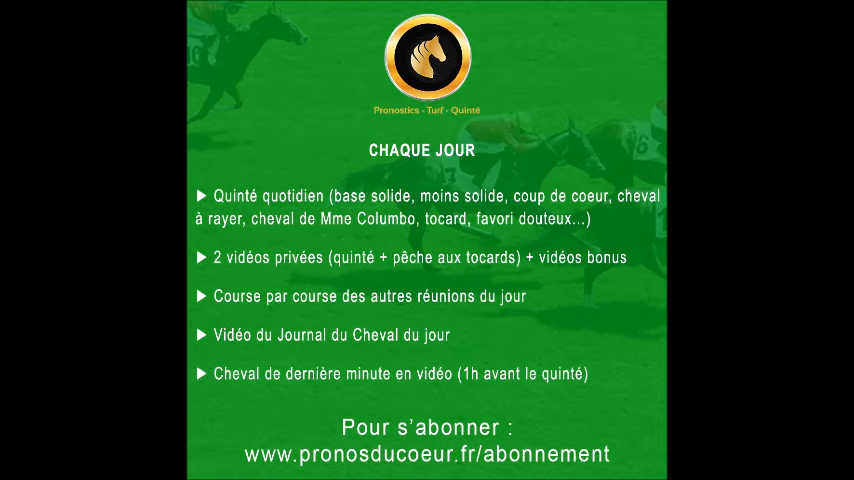 Pronostics - Turf - Quinté
CHAQUE JOUR
▶ Quinté quotidien (base solide, moins solide, coup de coeur, cheval
à rayer, cheval de Mme Columbo, tocard, favori douteux...)
▶ 2 vidéos privées (quinté + pêche aux tocards) + vidéos bonus
▶ Course par course des autres réunions du jour
▶ Vidéo du Journal du Cheval du jour
▶ Cheval de dernière minute en vidéo (1h avant le quinté)
Pour s’abonner :
www.pronosducoeur.fr/abonnement